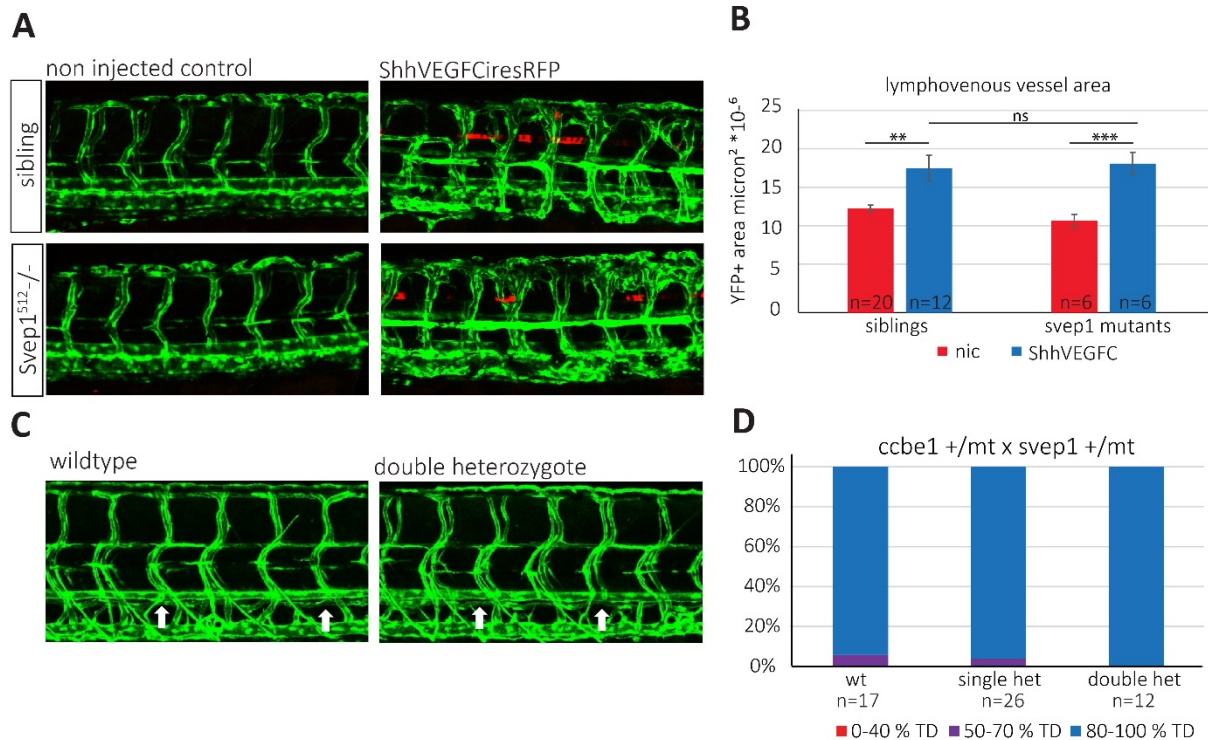 A
non injected control
ShhVEGFCiresRFP
sibling
Svep1⁵¹²-/-
B
lymphovenous vessel area
YFP+ area micron² *10-⁶
25
20
15
10
5
0
ns
**
***
n=20
n=12
n=6
n=6
siblings
svep1 mutants
nic
ShhVEGFC
C
wildtype
double heterozygote
D
ccbe1 +/mt x svep1 +/mt
100%
80%
60%
40%
20%
0%
wt
single het
double het
n=17
n=26
n=12
0-40 % TD
50-70 % TD
80-100 % TD